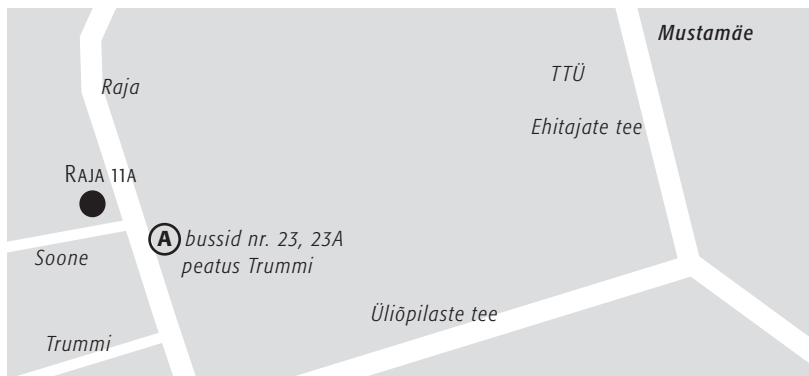 Mustamäe
TTÜ
Raja
Ehitajate tee
RAJA 11A
A bussid nr. 23, 23A
peatus Trummi
Soone
Üliõpilaste tee
Trummi